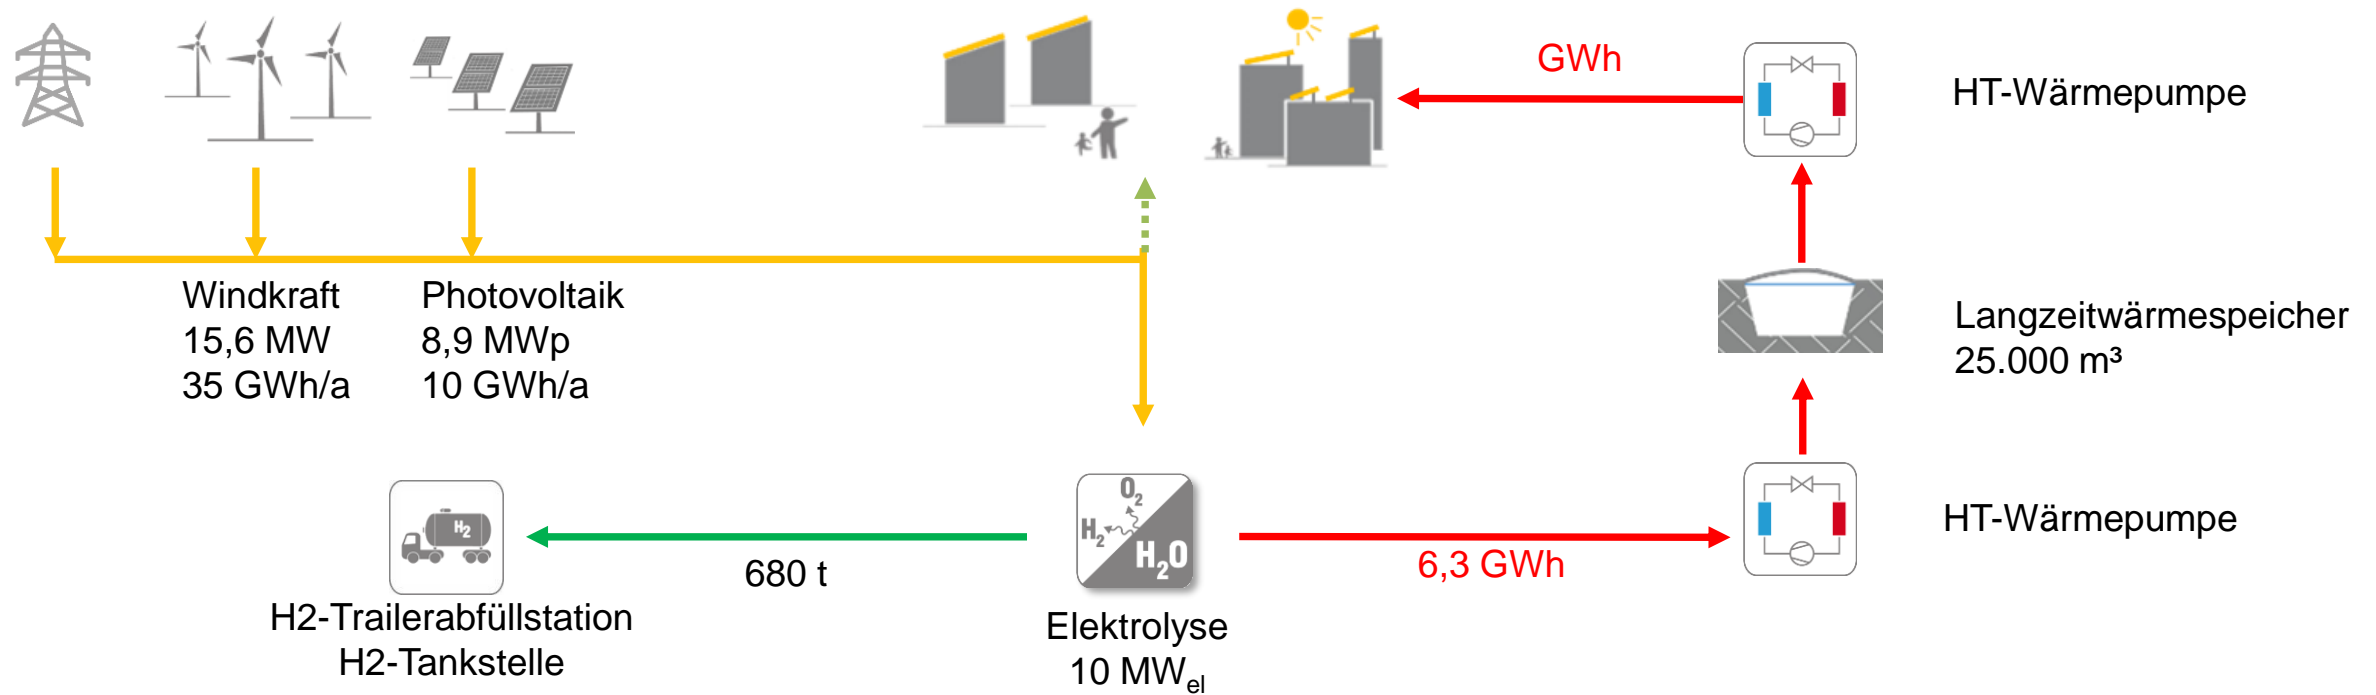 GWh
HT-Wärmepumpe
Windkraft
15,6 MW
35 GWh/a
Photovoltaik
8,9 MWp
10 GWh/a
Langzeitwärmespeicher
25.000 m³
H₂
680 t
O₂
H₂
H₂O
6,3 GWh
HT-Wärmepumpe
H2-Trailerabfüllstation
H2-Tankstelle
Elektrolyse
10 MWel